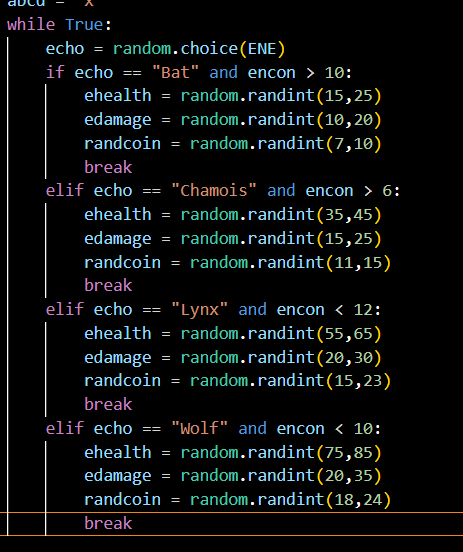 abcd = "x"
while True:
    echo = random.choice(ENE)
    if echo == "Bat" and encon > 10:
        ehealth = random.randint(15,25)
        edamage = random.randint(10,20)
        randcoin = random.randint(7,10)
        break
    elif echo == "Chamois" and encon > 6:
        ehealth = random.randint(35,45)
        edamage = random.randint(15,25)
        randcoin = random.randint(11,15)
        break
    elif echo == "Lynx" and encon < 12:
        ehealth = random.randint(55,65)
        edamage = random.randint(20,30)
        randcoin = random.randint(15,23)
        break
    elif echo == "Wolf" and encon < 10:
        ehealth = random.randint(75,85)
        edamage = random.randint(20,35)
        randcoin = random.randint(18,24)
        break